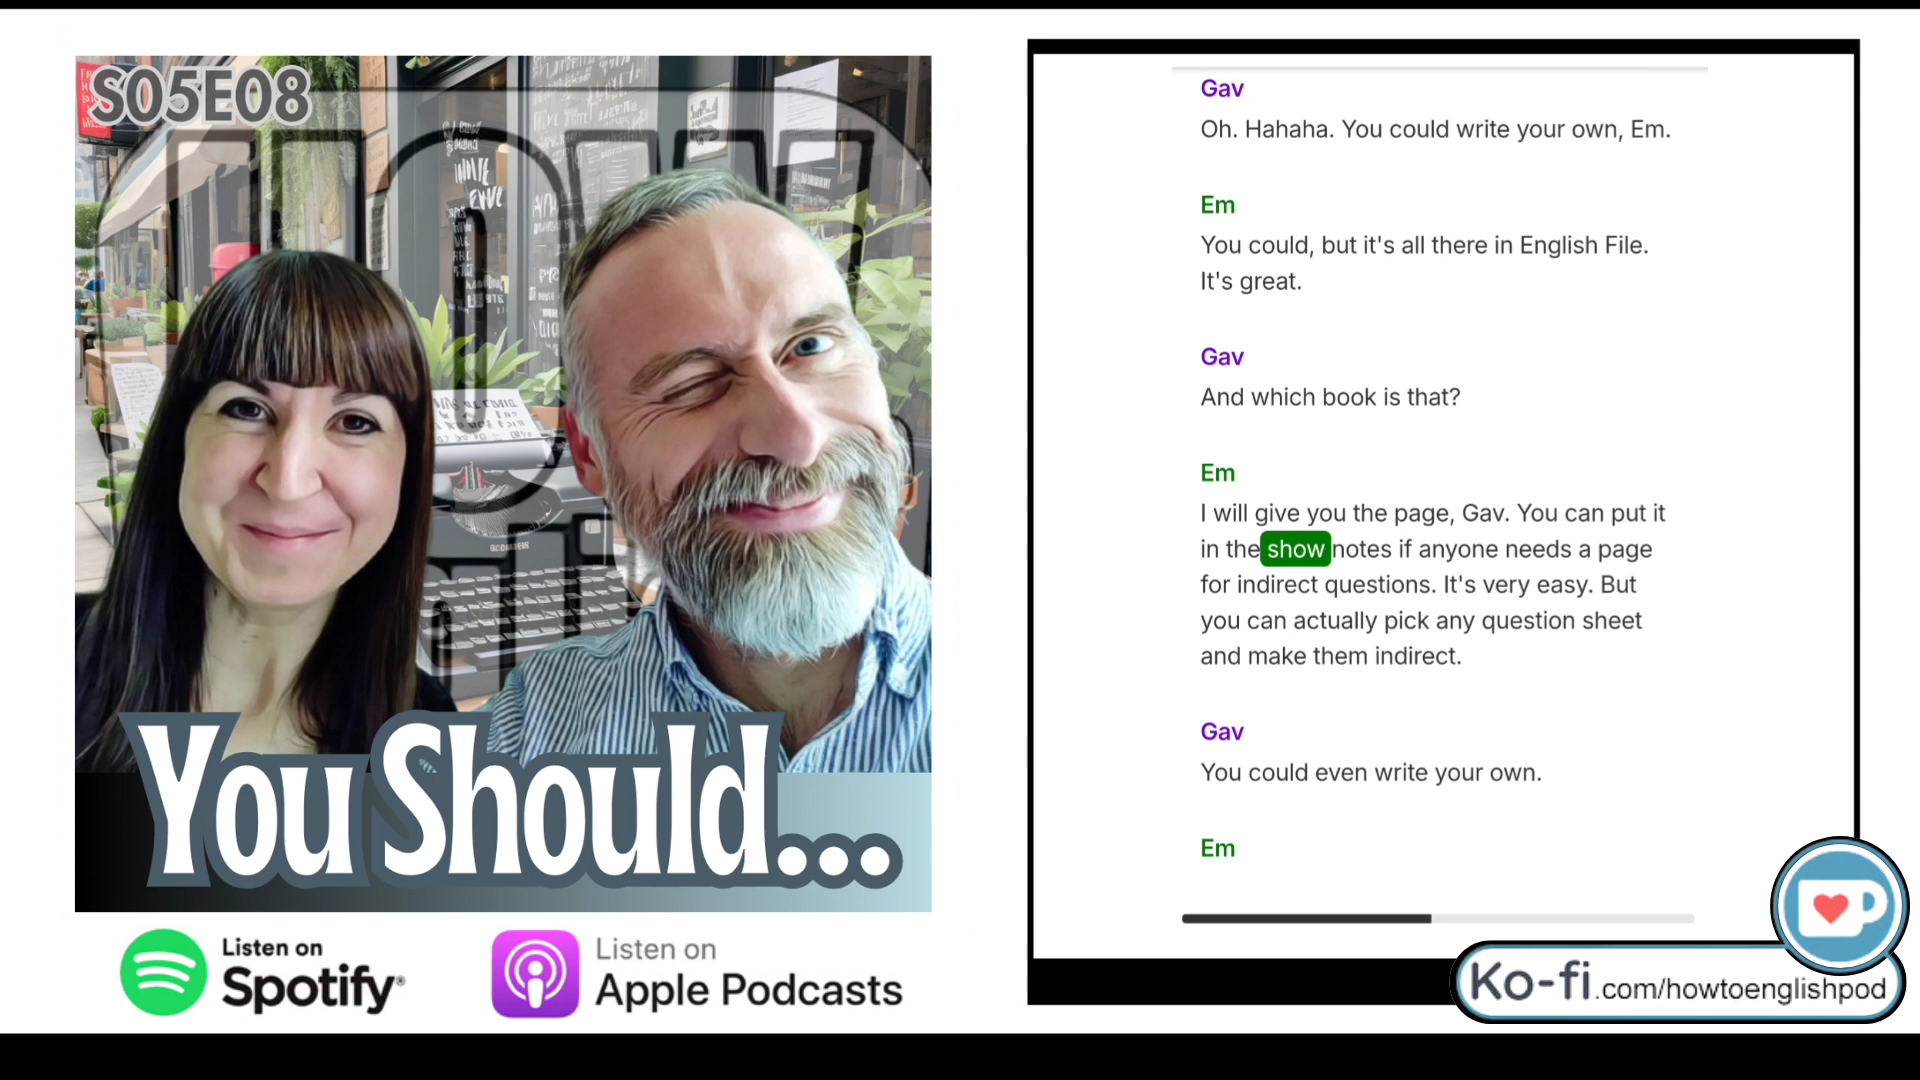 S05E08
You Should...
Listen on
Spotify
Listen on
Apple Podcasts
Gav
Oh. Hahaha. You could write your own, Em.
Em
You could, but it's all there in English File.
It's great.
Gav
And which book is that?
Em
I will give you the page, Gav. You can put it
in the show notes if anyone needs a page
for indirect questions. It's very easy. But
you can actually pick any question sheet
and make them indirect.
Gav
You could even write your own.
Em
Ko-fi.com/howtoenglishpod